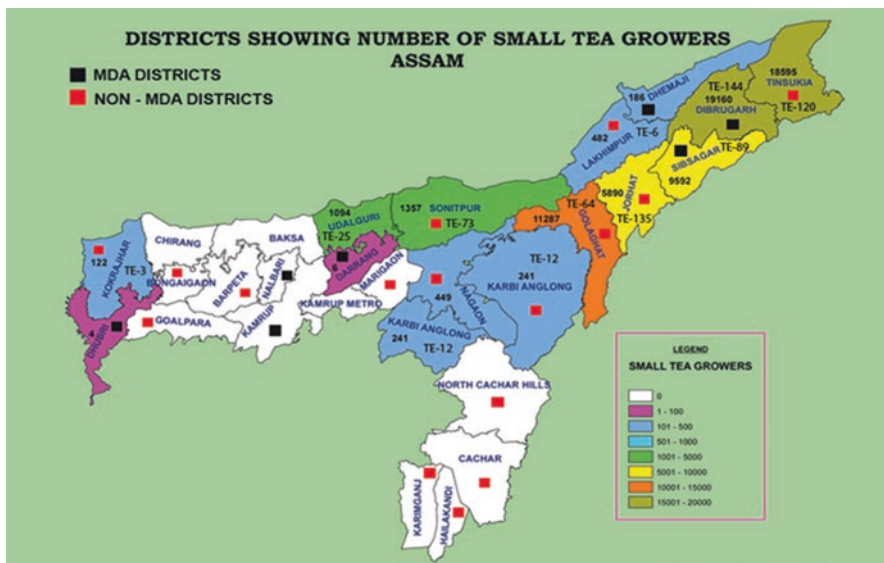 DISTRICTS SHOWING NUMBER OF SMALL TEA GROWERS
ASSAM
MDA DISTRICTS
NON - MDA DISTRICTS
186 DHEMAJI
482
LAKHIMPUR
TE-6
TE-144
19160
DIBRUGARH
18595
TINSUKIA
TE-120
SIBSAGAR
TE-89
9592
5890
JORHAT
TE-135
TE-64
11287
GOLAGHAT
1357
SONITPUR
TE-73
1094
UDALGURI
TE-25
6
DARRANG
CHIRANG
BAKSA
122
KOKRAJHAR
TE-3
BONGAIGAON
BARPETA
NALBARI
MARIGAON
KAMRUP METRO
KAMRUP
GOALPARA
4
DHUBRI
TE-12
241
KARBI ANGLONG
449
NAGAON
KARBI ANGLONG
241
TE-12
NORTH CACHAR HILLS
CACHAR
KARIMGANJ
HAILAKANDI
LEGEND
SMALL TEA GROWERS
0
1 - 100
101 - 500
501 - 1000
1001 - 5000
5001 - 10000
10001 - 15000
15001 - 20000